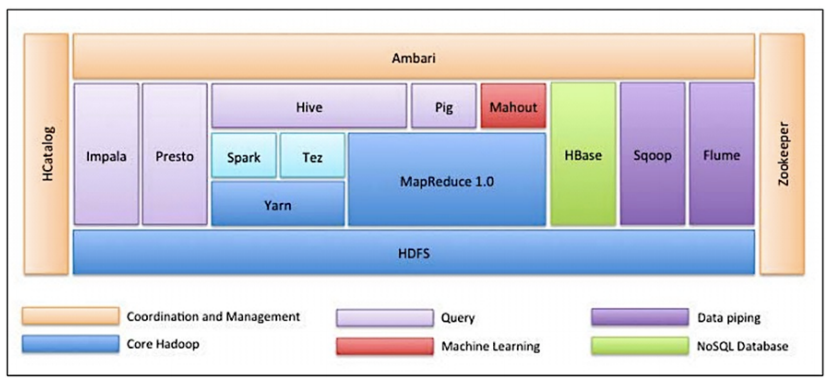 Ambari
HCatalog
Zookeeper
Impala
Presto
Hive
Pig
Mahout
HBase
Sqoop
Flume
Spark
Tez
MapReduce 1.0
Yarn
HDFS
Coordination and Management
Query
Data piping
Core Hadoop
Machine Learning
NoSQL Database